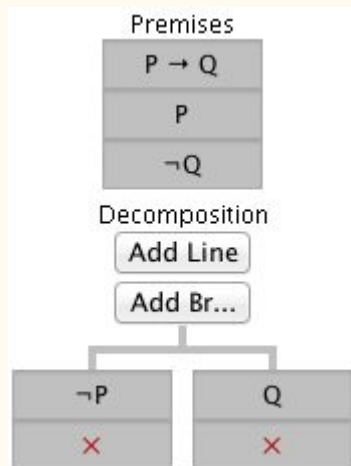 Premises
P → Q
P
¬Q
Decomposition
Add Line
Add Br...
¬P Q
× ×